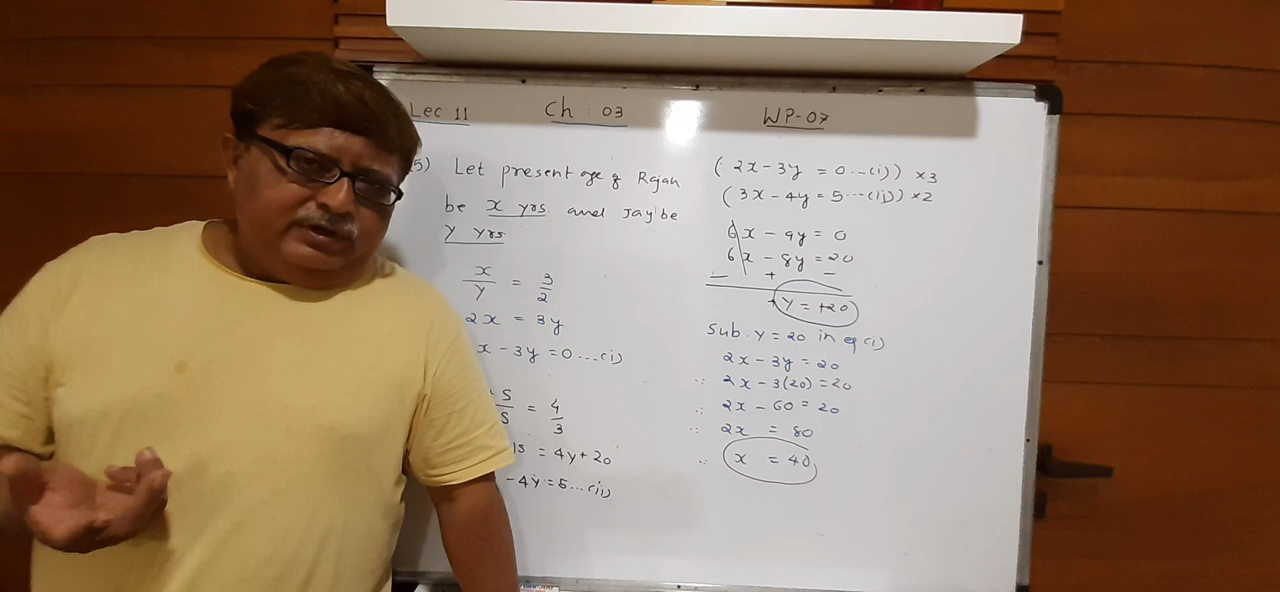 Lec 11 Ch : 03 WP-07
5) Let present age of Rajah
be x yrs. and Jay be
y yrs
x/y = 3/2
2x = 3y
x - 3y = 0 ...(i)
5/5 = 4/3
15 = 4y + 20
- 4y = 5 ...(ii)
( 2x - 3y = 0 ...(i) ) ×3
( 3x - 4y = 5 ...(ii) ) ×2
6x - 9y = 0
6x - 8y = 20
- + -
y = +20
Sub. y = 20 in eq (i)
2x - 3y = 20
∴ 2x - 3(20) = 20
∴ 2x - 60 = 20
∴ 2x = 80
∴ x = 40